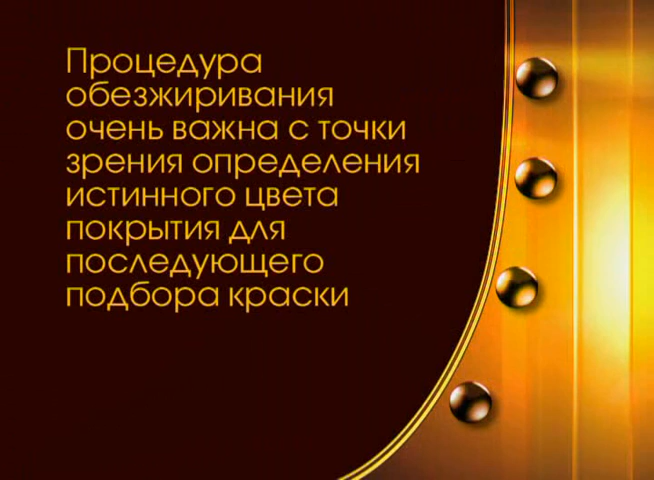 Процедура
обезжиривания
очень важна с точки
зрения определения
истинного цвета
покрытия для
последующего
подбора краски